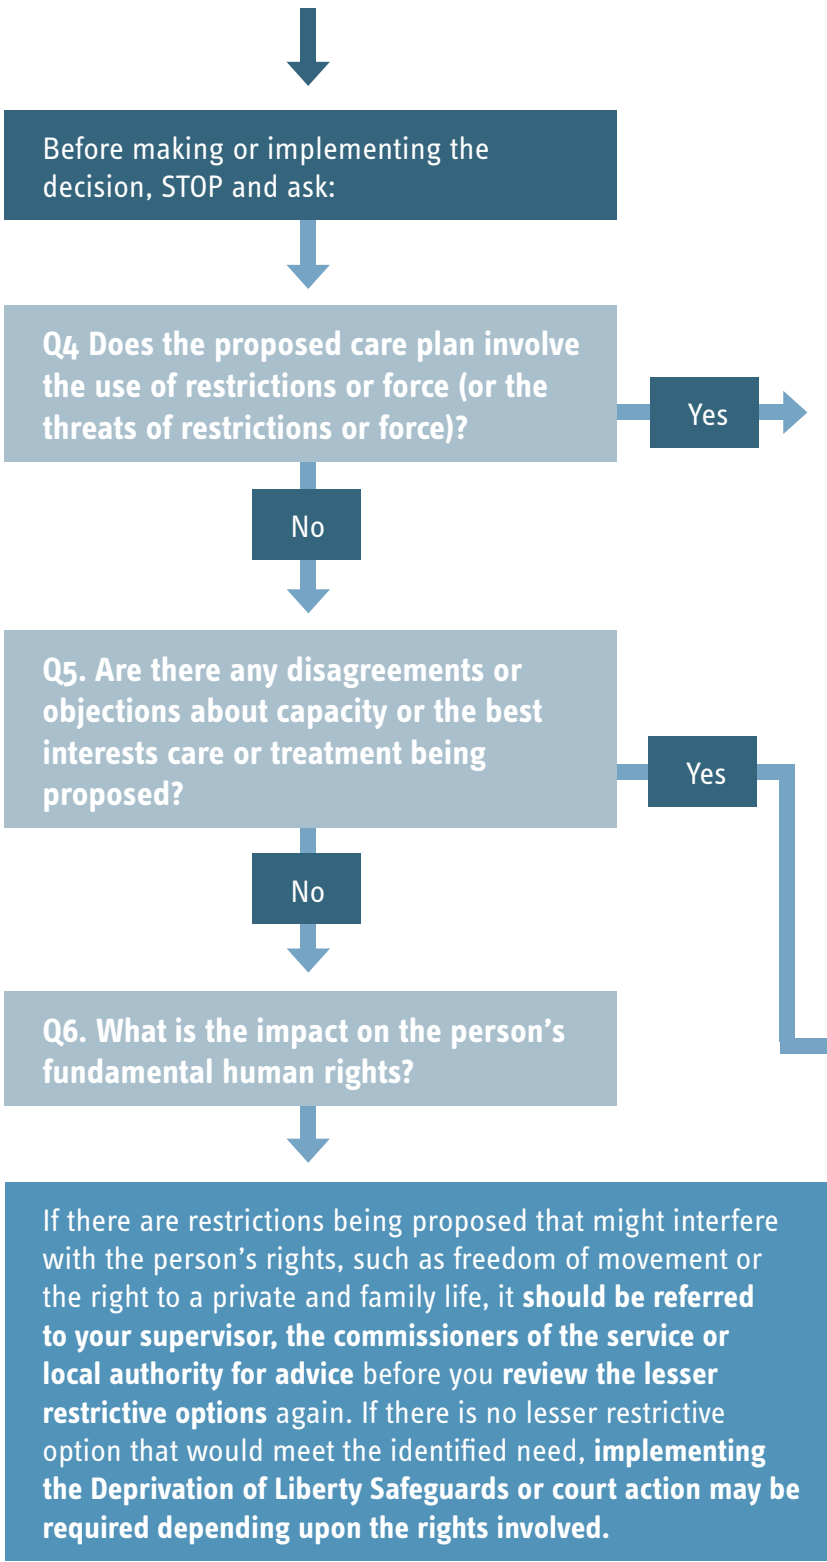 Before making or implementing the
decision, STOP and ask:
Q4 Does the proposed care plan involve
the use of restrictions or force (or the
threats of restrictions or force)?
Yes
No
Q5. Are there any disagreements or
objections about capacity or the best
interests care or treatment being
proposed?
Yes
No
Q6. What is the impact on the person’s
fundamental human rights?
If there are restrictions being proposed that might interfere
with the person’s rights, such as freedom of movement or
the right to a private and family life, it should be referred
to your supervisor, the commissioners of the service or
local authority for advice before you review the lesser
restrictive options again. If there is no lesser restrictive
option that would meet the identified need, implementing
the Deprivation of Liberty Safeguards or court action may be
required depending upon the rights involved.